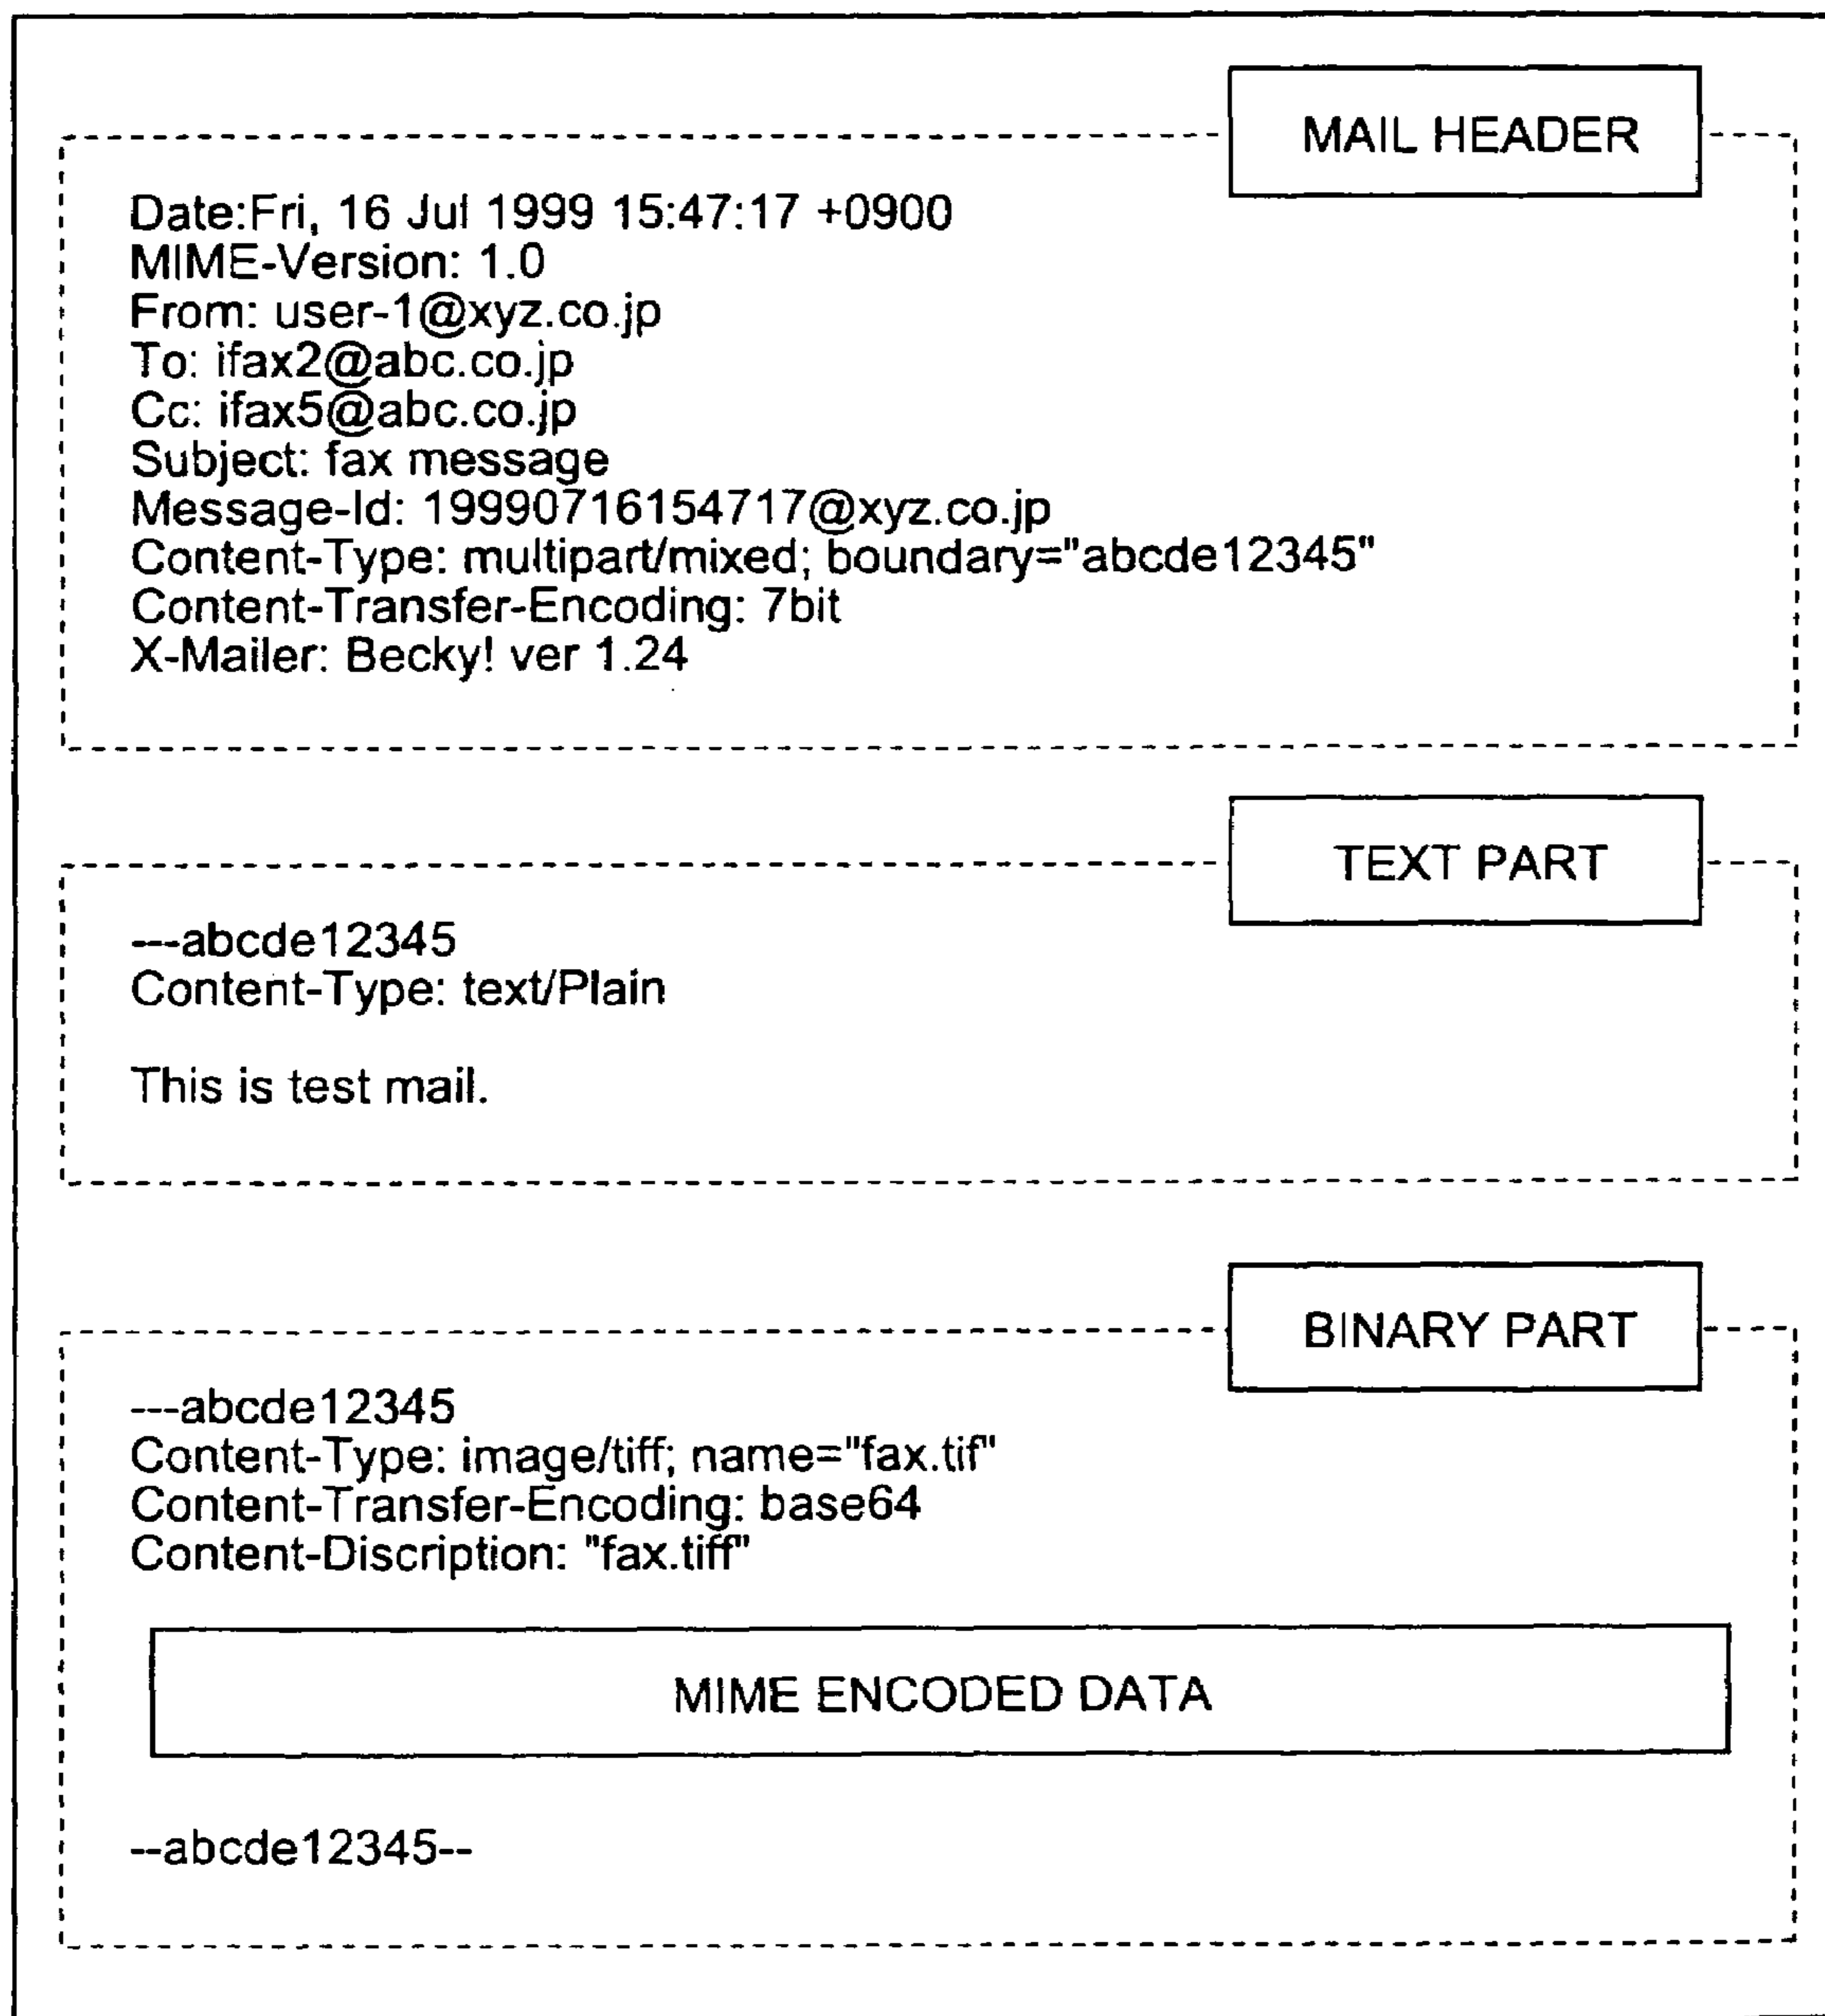 MAIL HEADER
Date:Fri, 16 Jul 1999 15:47:17 +0900
MIME-Version: 1.0
From: user-1@xyz.co.jp
To: ifax2@abc.co.jp
Cc: ifax5@abc.co.jp
Subject: fax message
Message-Id: 19990716154717@xyz.co.jp
Content-Type: multipart/mixed; boundary="abcde12345"
Content-Transfer-Encoding: 7bit
X-Mailer: Becky! ver 1.24
TEXT PART
---abcde12345
Content-Type: text/Plain
This is test mail.
BINARY PART
---abcde12345
Content-Type: image/tiff; name="fax.tif"
Content-Transfer-Encoding: base64
Content-Discription: "fax.tiff"
MIME ENCODED DATA
--abcde12345--